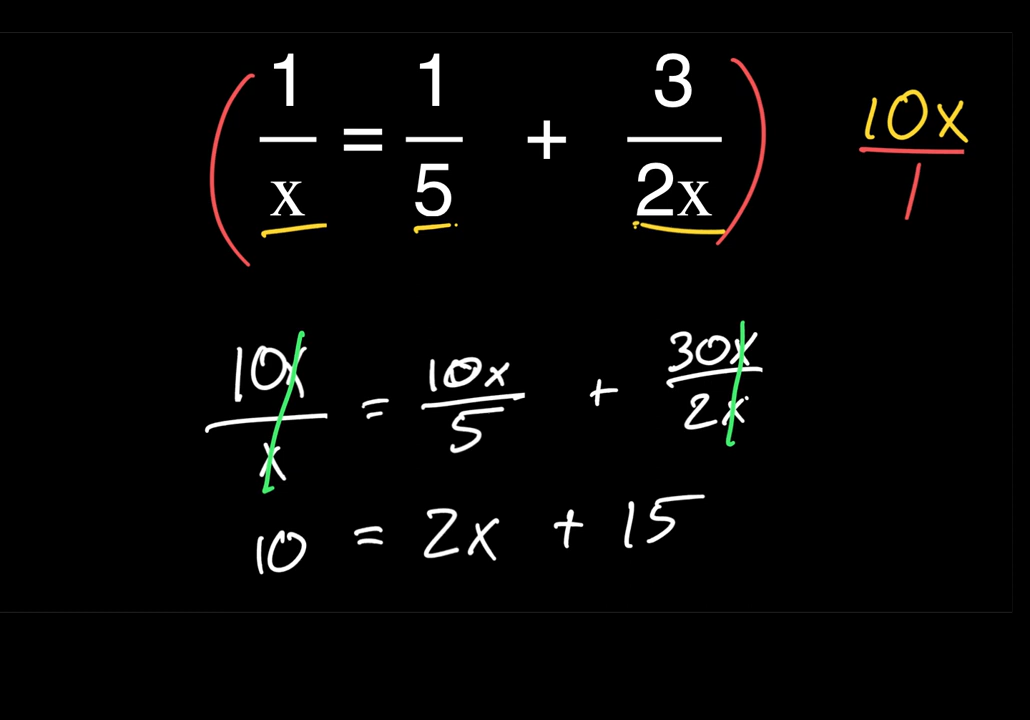 1/x = 1/5 + 3/2x 10x/1
10x/x = 10x/5 + 30x/2x
10 = 2x + 15